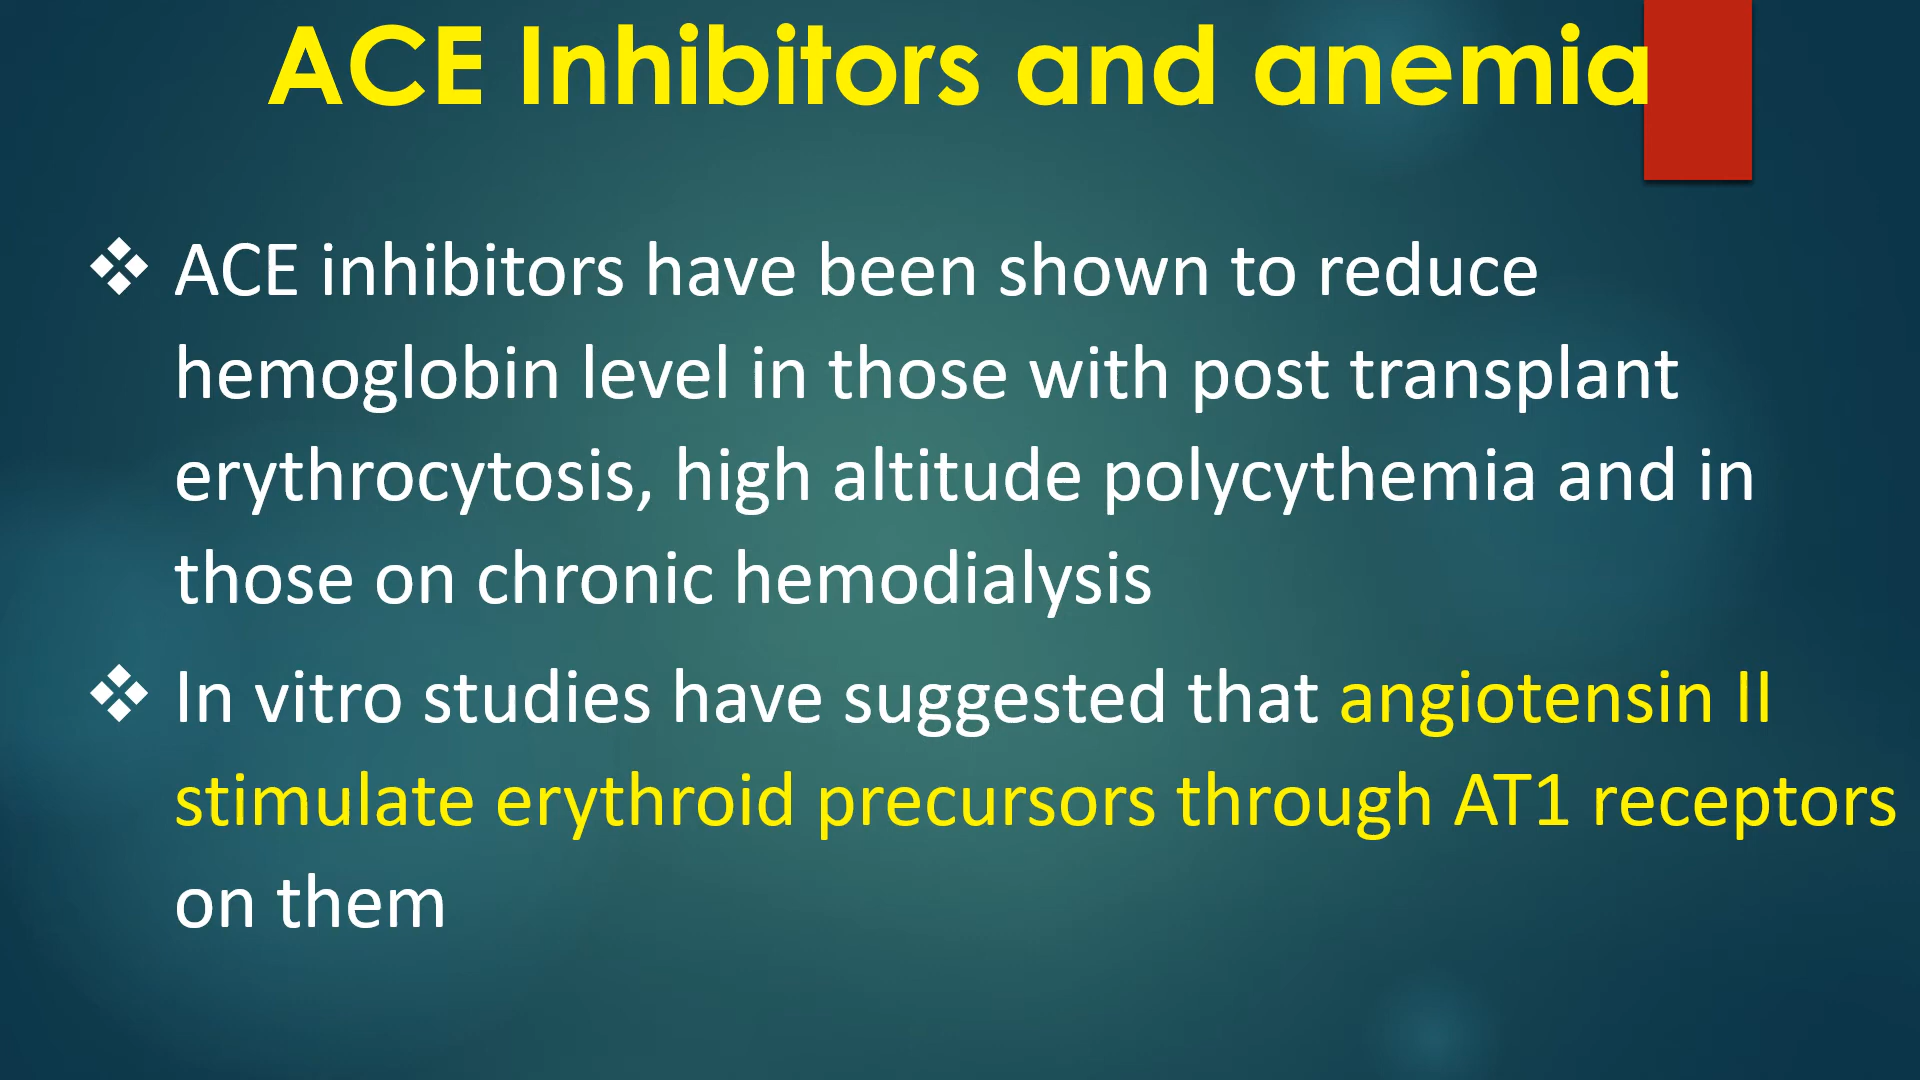 ACE Inhibitors and anemia
❖ ACE inhibitors have been shown to reduce
hemoglobin level in those with post transplant
erythrocytosis, high altitude polycythemia and in
those on chronic hemodialysis
❖ In vitro studies have suggested that angiotensin II
stimulate erythroid precursors through AT1 receptors
on them